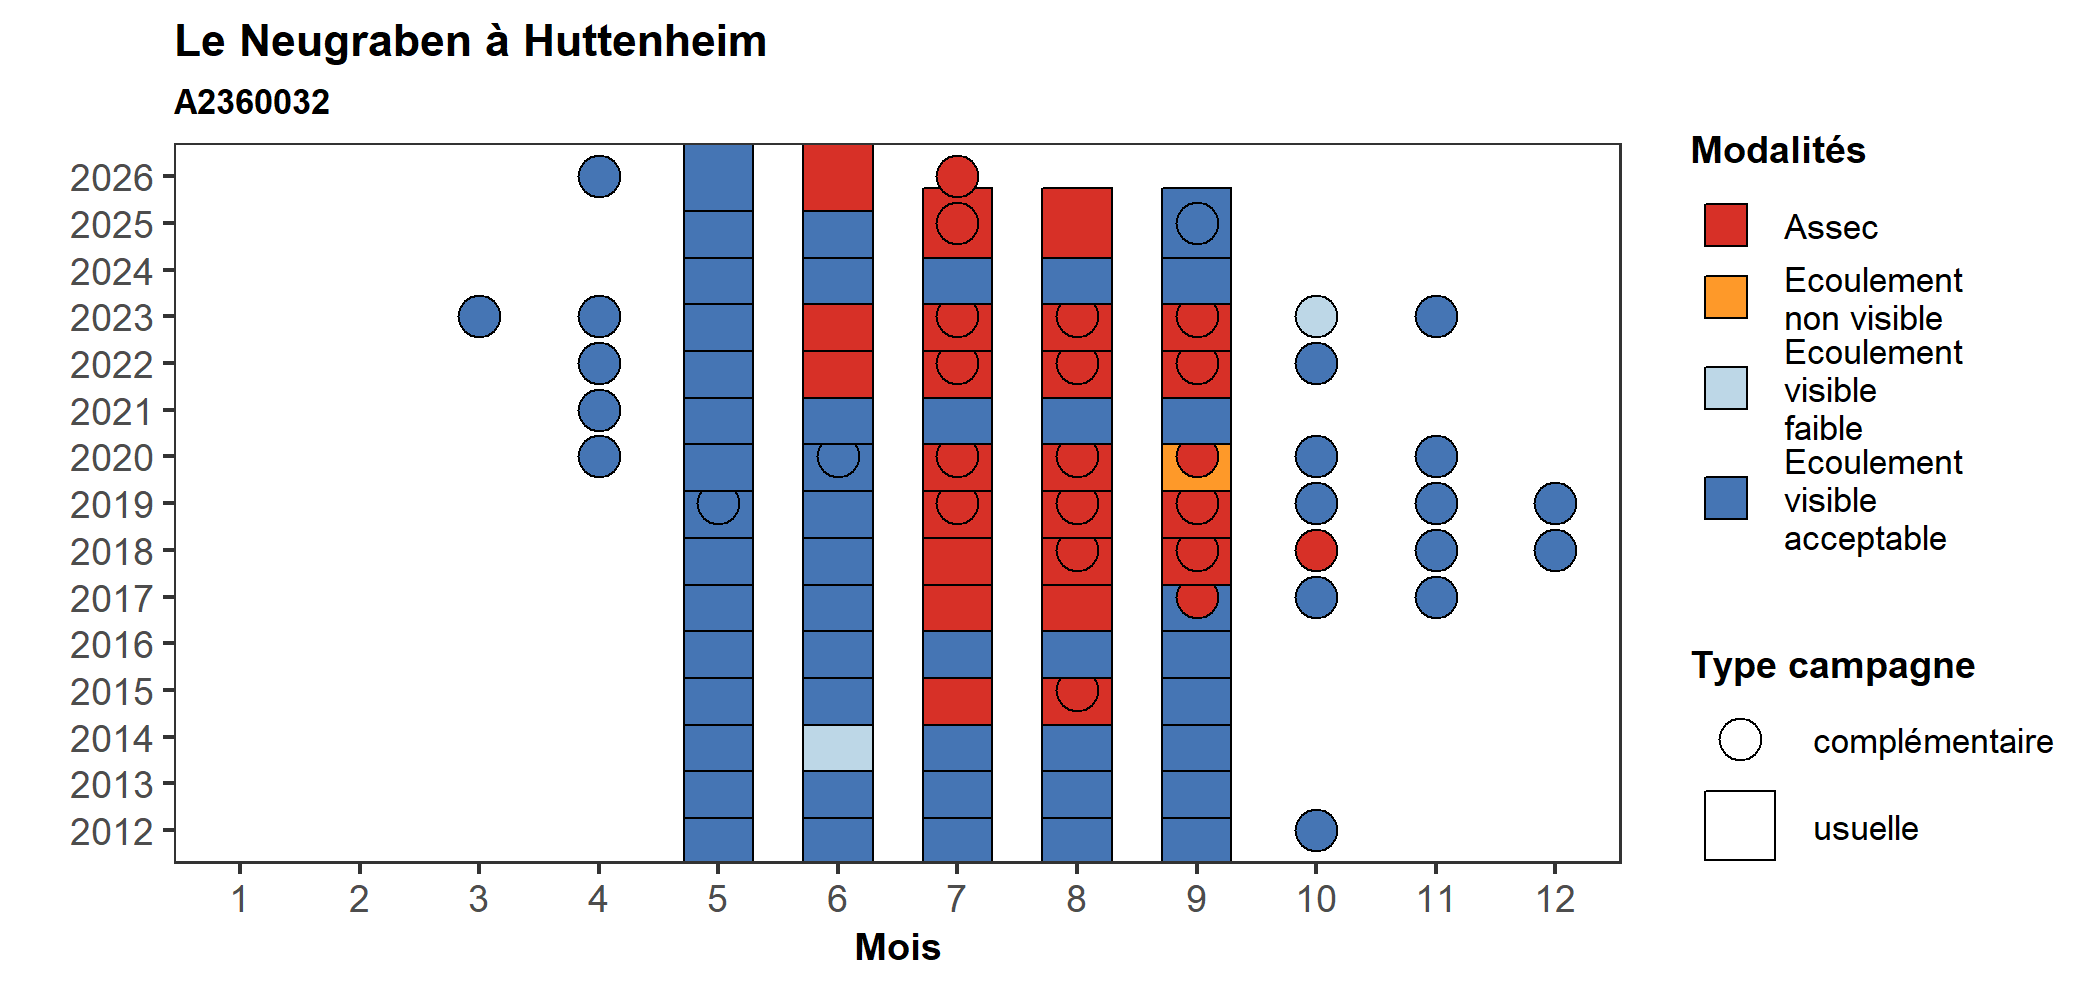 Le Neugraben à Huttenheim
A2360032
2026
2025
2024
2023
2022
2021
2020
2019
2018
2017
2016
2015
2014
2013
2012
1 2 3 4 5 6 7 8 9 10 11 12
Mois
Modalités
Assec
Ecoulement
non visible
Ecoulement
visible
faible
Ecoulement
visible
acceptable
Type campagne
complémentaire
usuelle